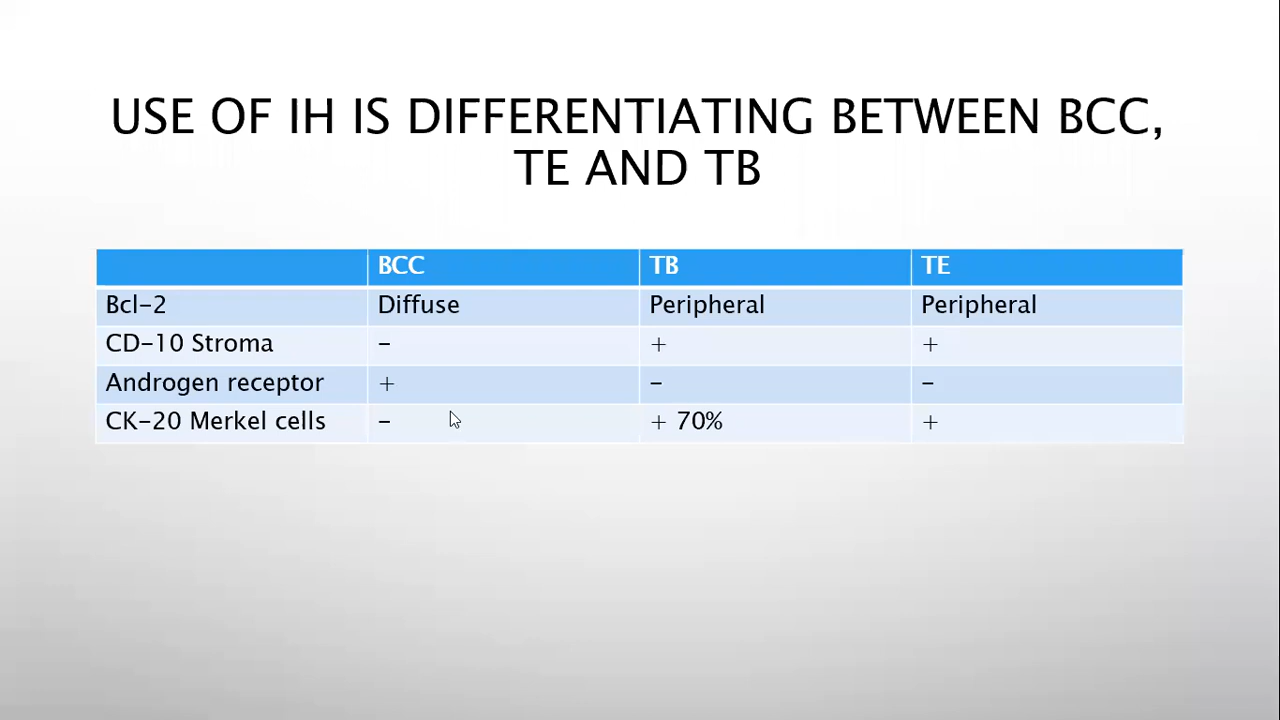 USE OF IH IS DIFFERENTIATING BETWEEN BCC,
TE AND TB
BCC TB TE
Bcl-2 Diffuse Peripheral Peripheral
CD-10 Stroma - + +
Androgen receptor + - -
CK-20 Merkel cells - + 70% +